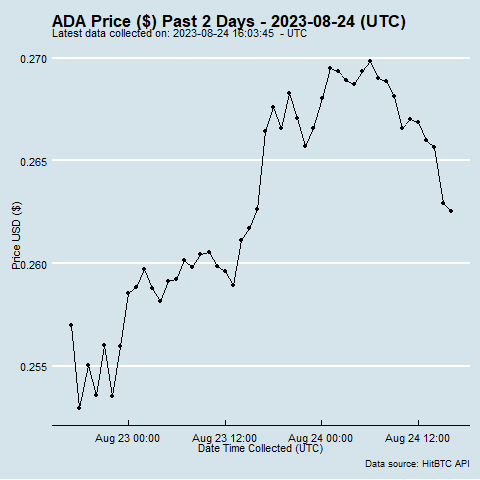 ADA Price ($) Past 2 Days - 2023-08-24 (UTC)
Latest data collected on: 2023-08-24 16:03:45 - UTC
0.270
0.265
0.260
0.255
Price USD ($)
Aug 23 00:00 Aug 23 12:00 Aug 24 00:00 Aug 24 12:00
Date Time Collected (UTC)
Data source: HitBTC API